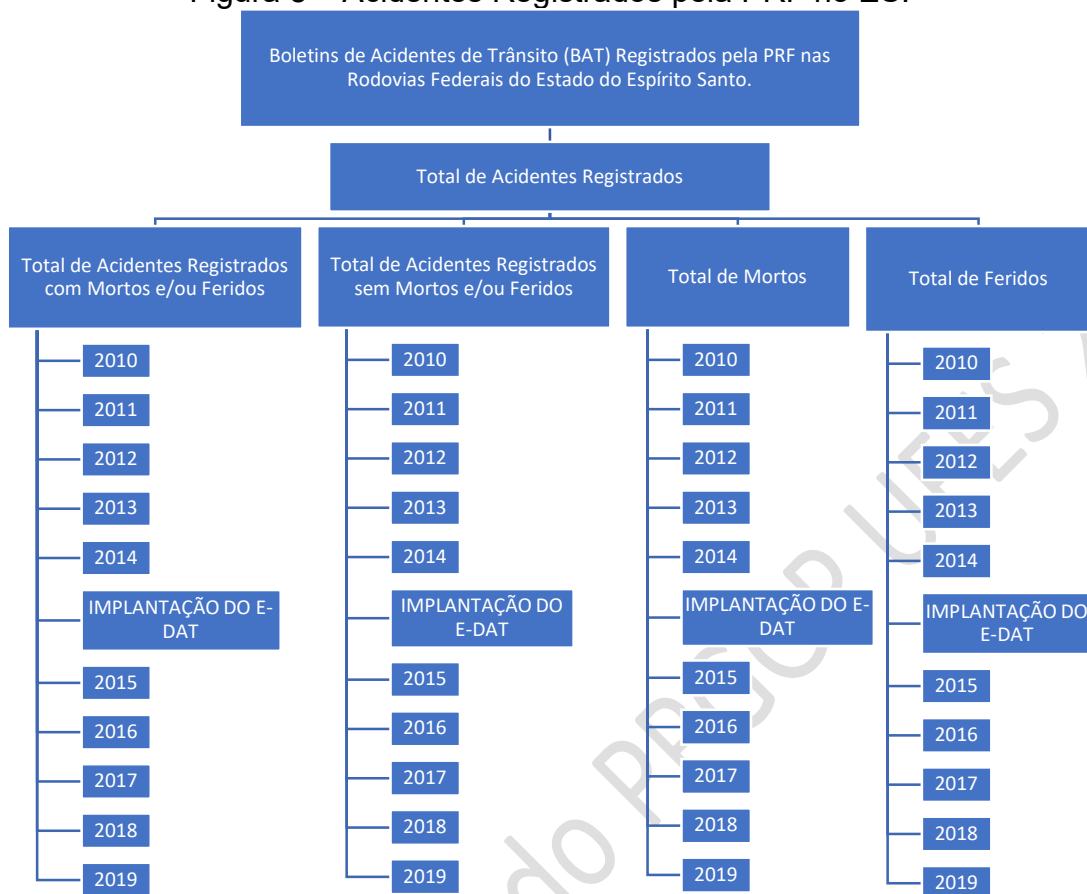 Boletins de Acidentes de Trânsito (BAT) Registrados pela PRF nas
Rodovias Federais do Estado do Espírito Santo.
Total de Acidentes Registrados
Total de Acidentes Registrados
com Mortos e/ou Feridos
2010
2011
2012
2013
2014
IMPLANTAÇÃO DO E-
DAT
2015
2016
2017
2018
2019
Total de Acidentes Registrados
sem Mortos e/ou Feridos
2010
2011
2012
2013
2014
IMPLANTAÇÃO DO
E-DAT
2015
2016
2017
2018
2019
Total de Mortos
2010
2011
2012
2013
2014
IMPLANTAÇÃO DO E-
DAT
2015
2016
2017
2018
2019
Total de Feridos
2010
2011
2012
2013
2014
IMPLANTAÇÃO DO
E-DAT
2015
2016
2017
2018
2019